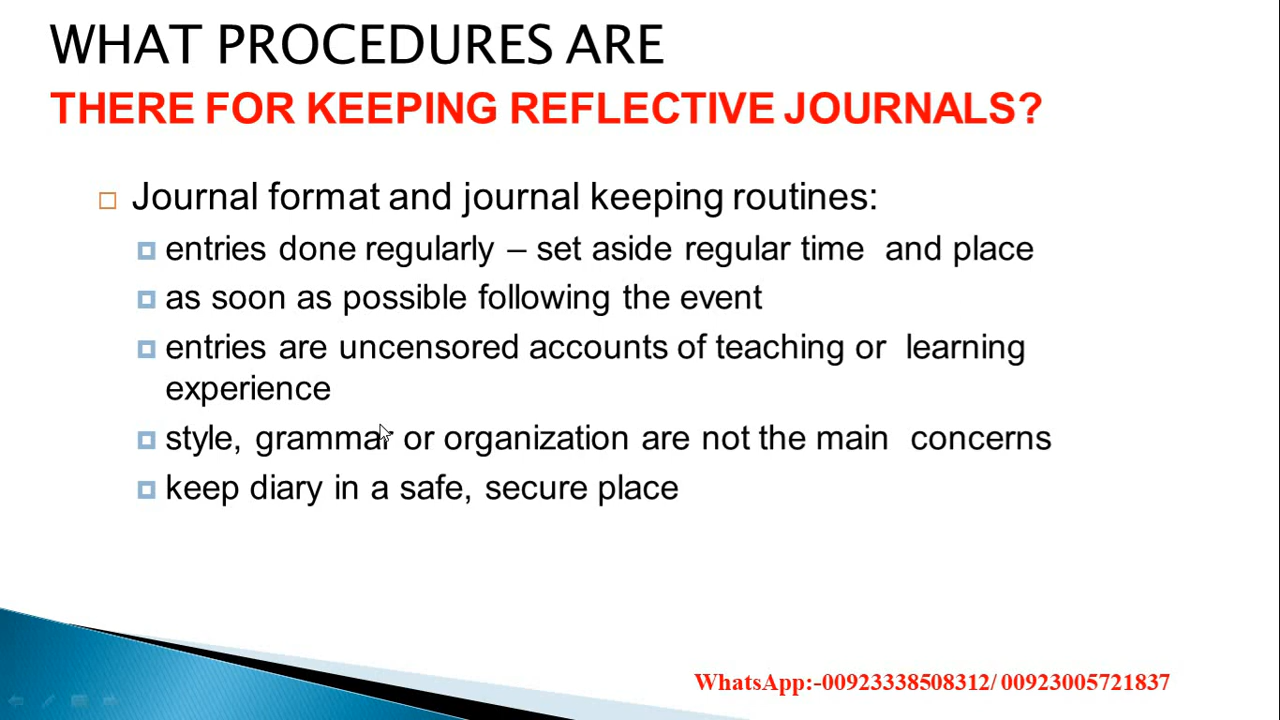 WHAT PROCEDURES ARE
THERE FOR KEEPING REFLECTIVE JOURNALS?
Journal format and journal keeping routines:
entries done regularly – set aside regular time and place
as soon as possible following the event
entries are uncensored accounts of teaching or learning
experience
style, grammar or organization are not the main concerns
keep diary in a safe, secure place
WhatsApp:-00923338508312/ 00923005721837